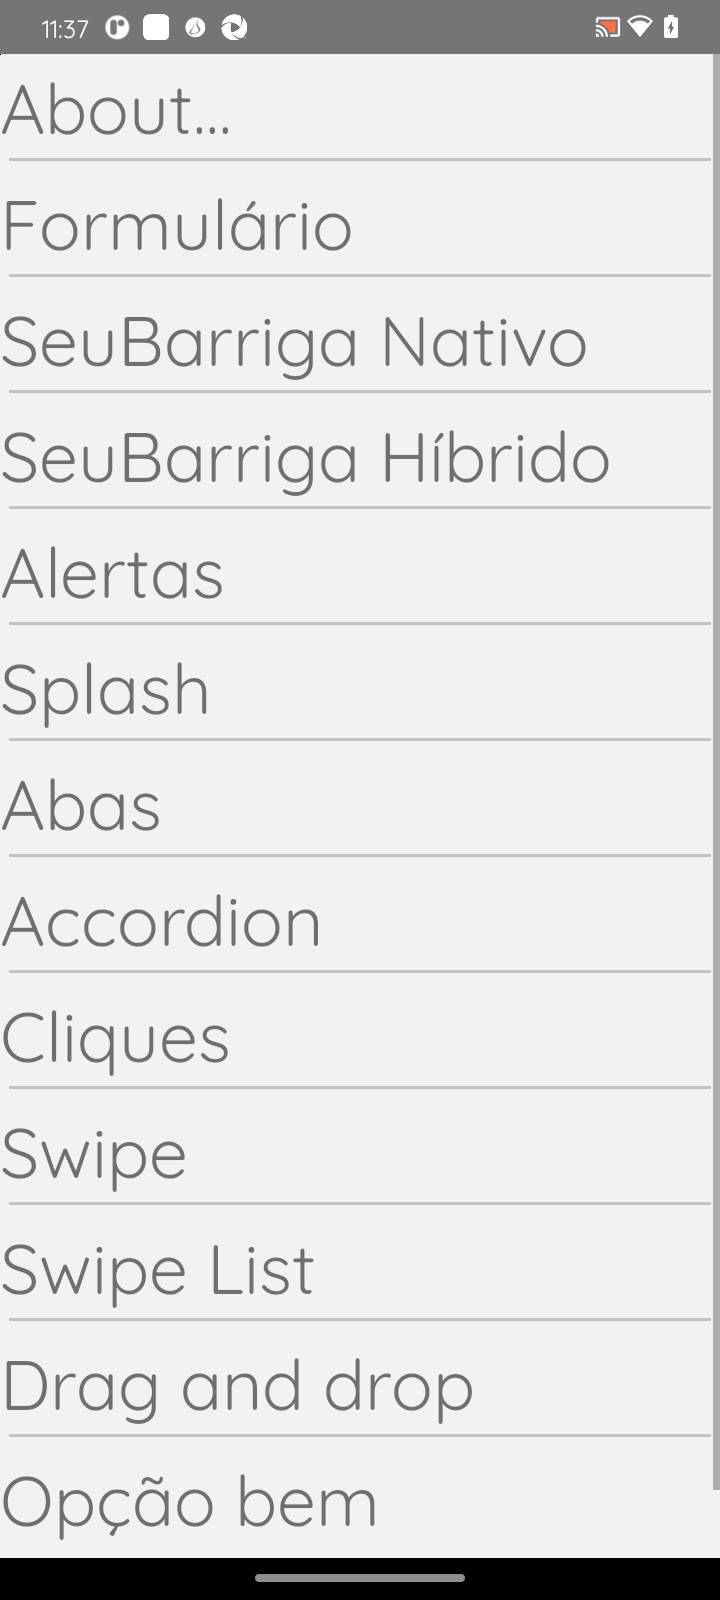 11:37
About...
Formulário
SeuBarriga Nativo
SeuBarriga Híbrido
Alertas
Splash
Abas
Accordion
Cliques
Swipe
Swipe List
Drag and drop
Opção bem